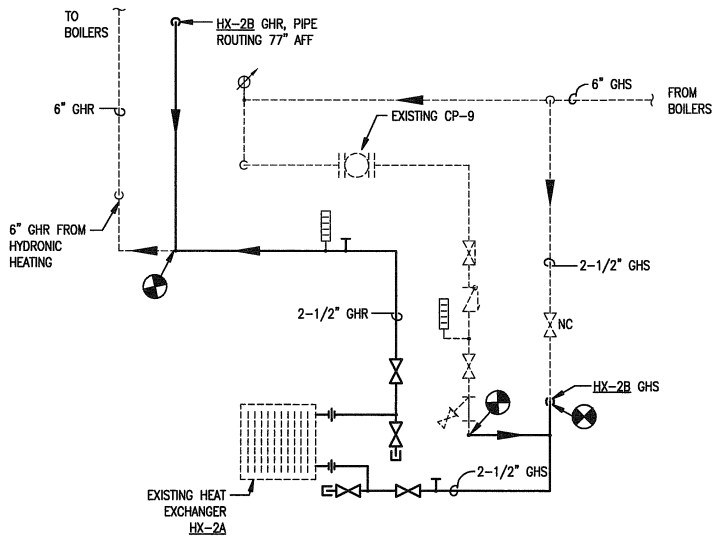 TO
BOILERS
HX-2B GHR, PIPE
ROUTING 77" AFF
6" GHS
FROM
BOILERS
6" GHR
EXISTING CP-9
6" GHR FROM
HYDRONIC
HEATING
2-1/2" GHS
2-1/2" GHR
NC
HX-2B GHS
2-1/2" GHS
EXISTING HEAT
EXCHANGER
HX-2A